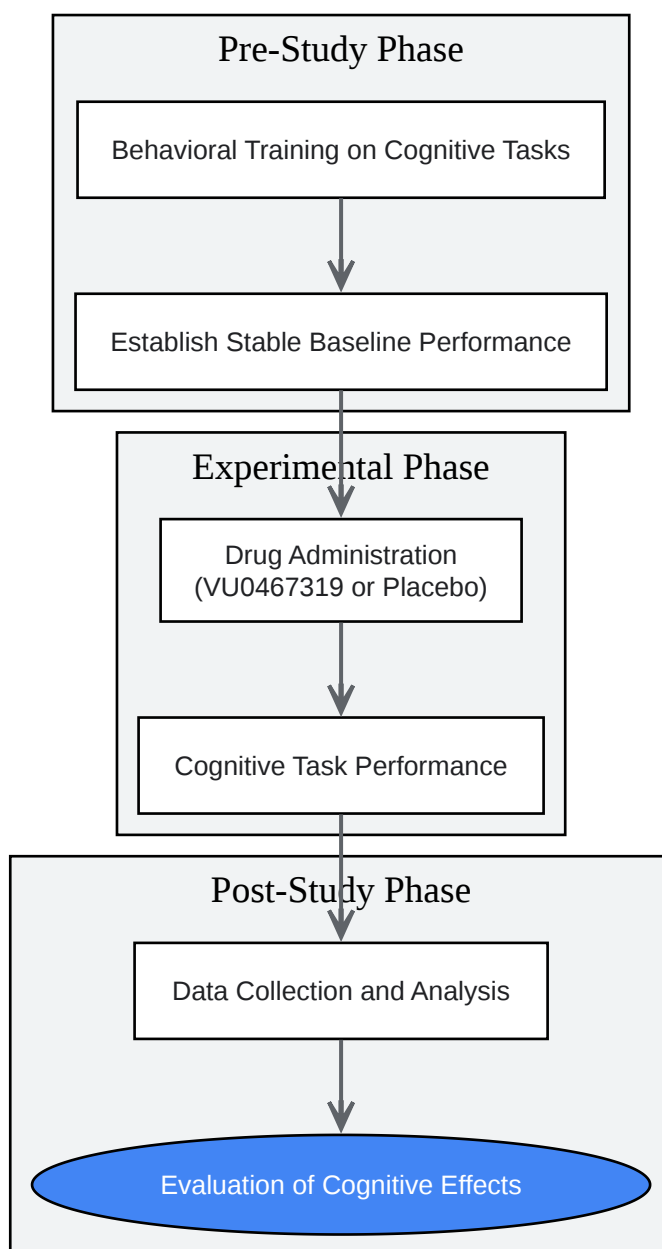 Pre-Study Phase
Behavioral Training on Cognitive Tasks
Establish Stable Baseline Performance
Experimental Phase
Drug Administration
(VU0467319 or Placebo)
Cognitive Task Performance
Post-Study Phase
Data Collection and Analysis
Evaluation of Cognitive Effects